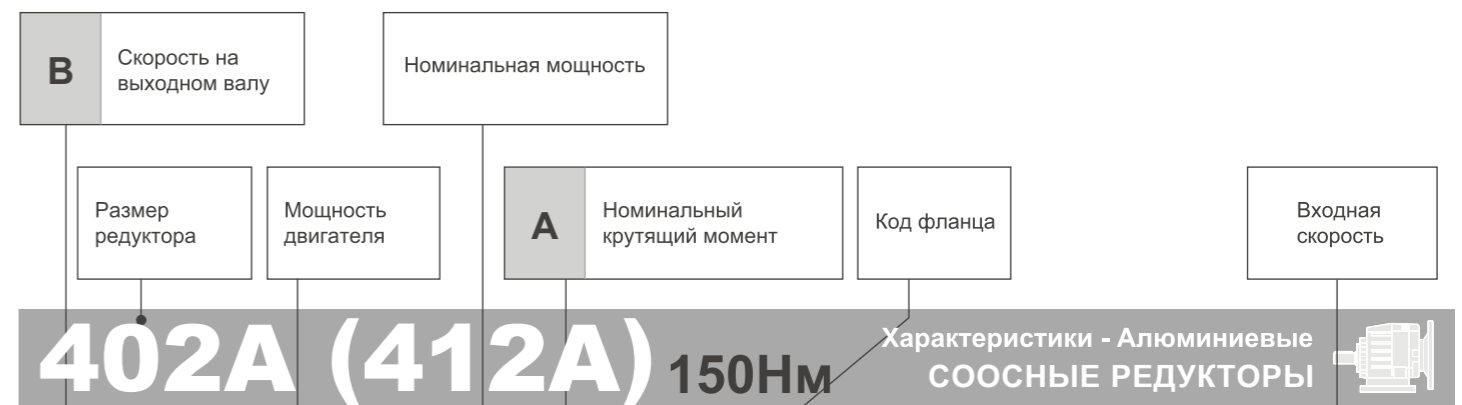 B
Скорость на
выходном валу
Номинальная мощность
Размер
редуктора
Мощность
двигателя
A
Номинальный
крутящий момент
Код фланца
Входная
скорость
402A (412A) 150Нм
Характеристики - Алюминиевые
СООСНЫЕ РЕДУКТОРЫ